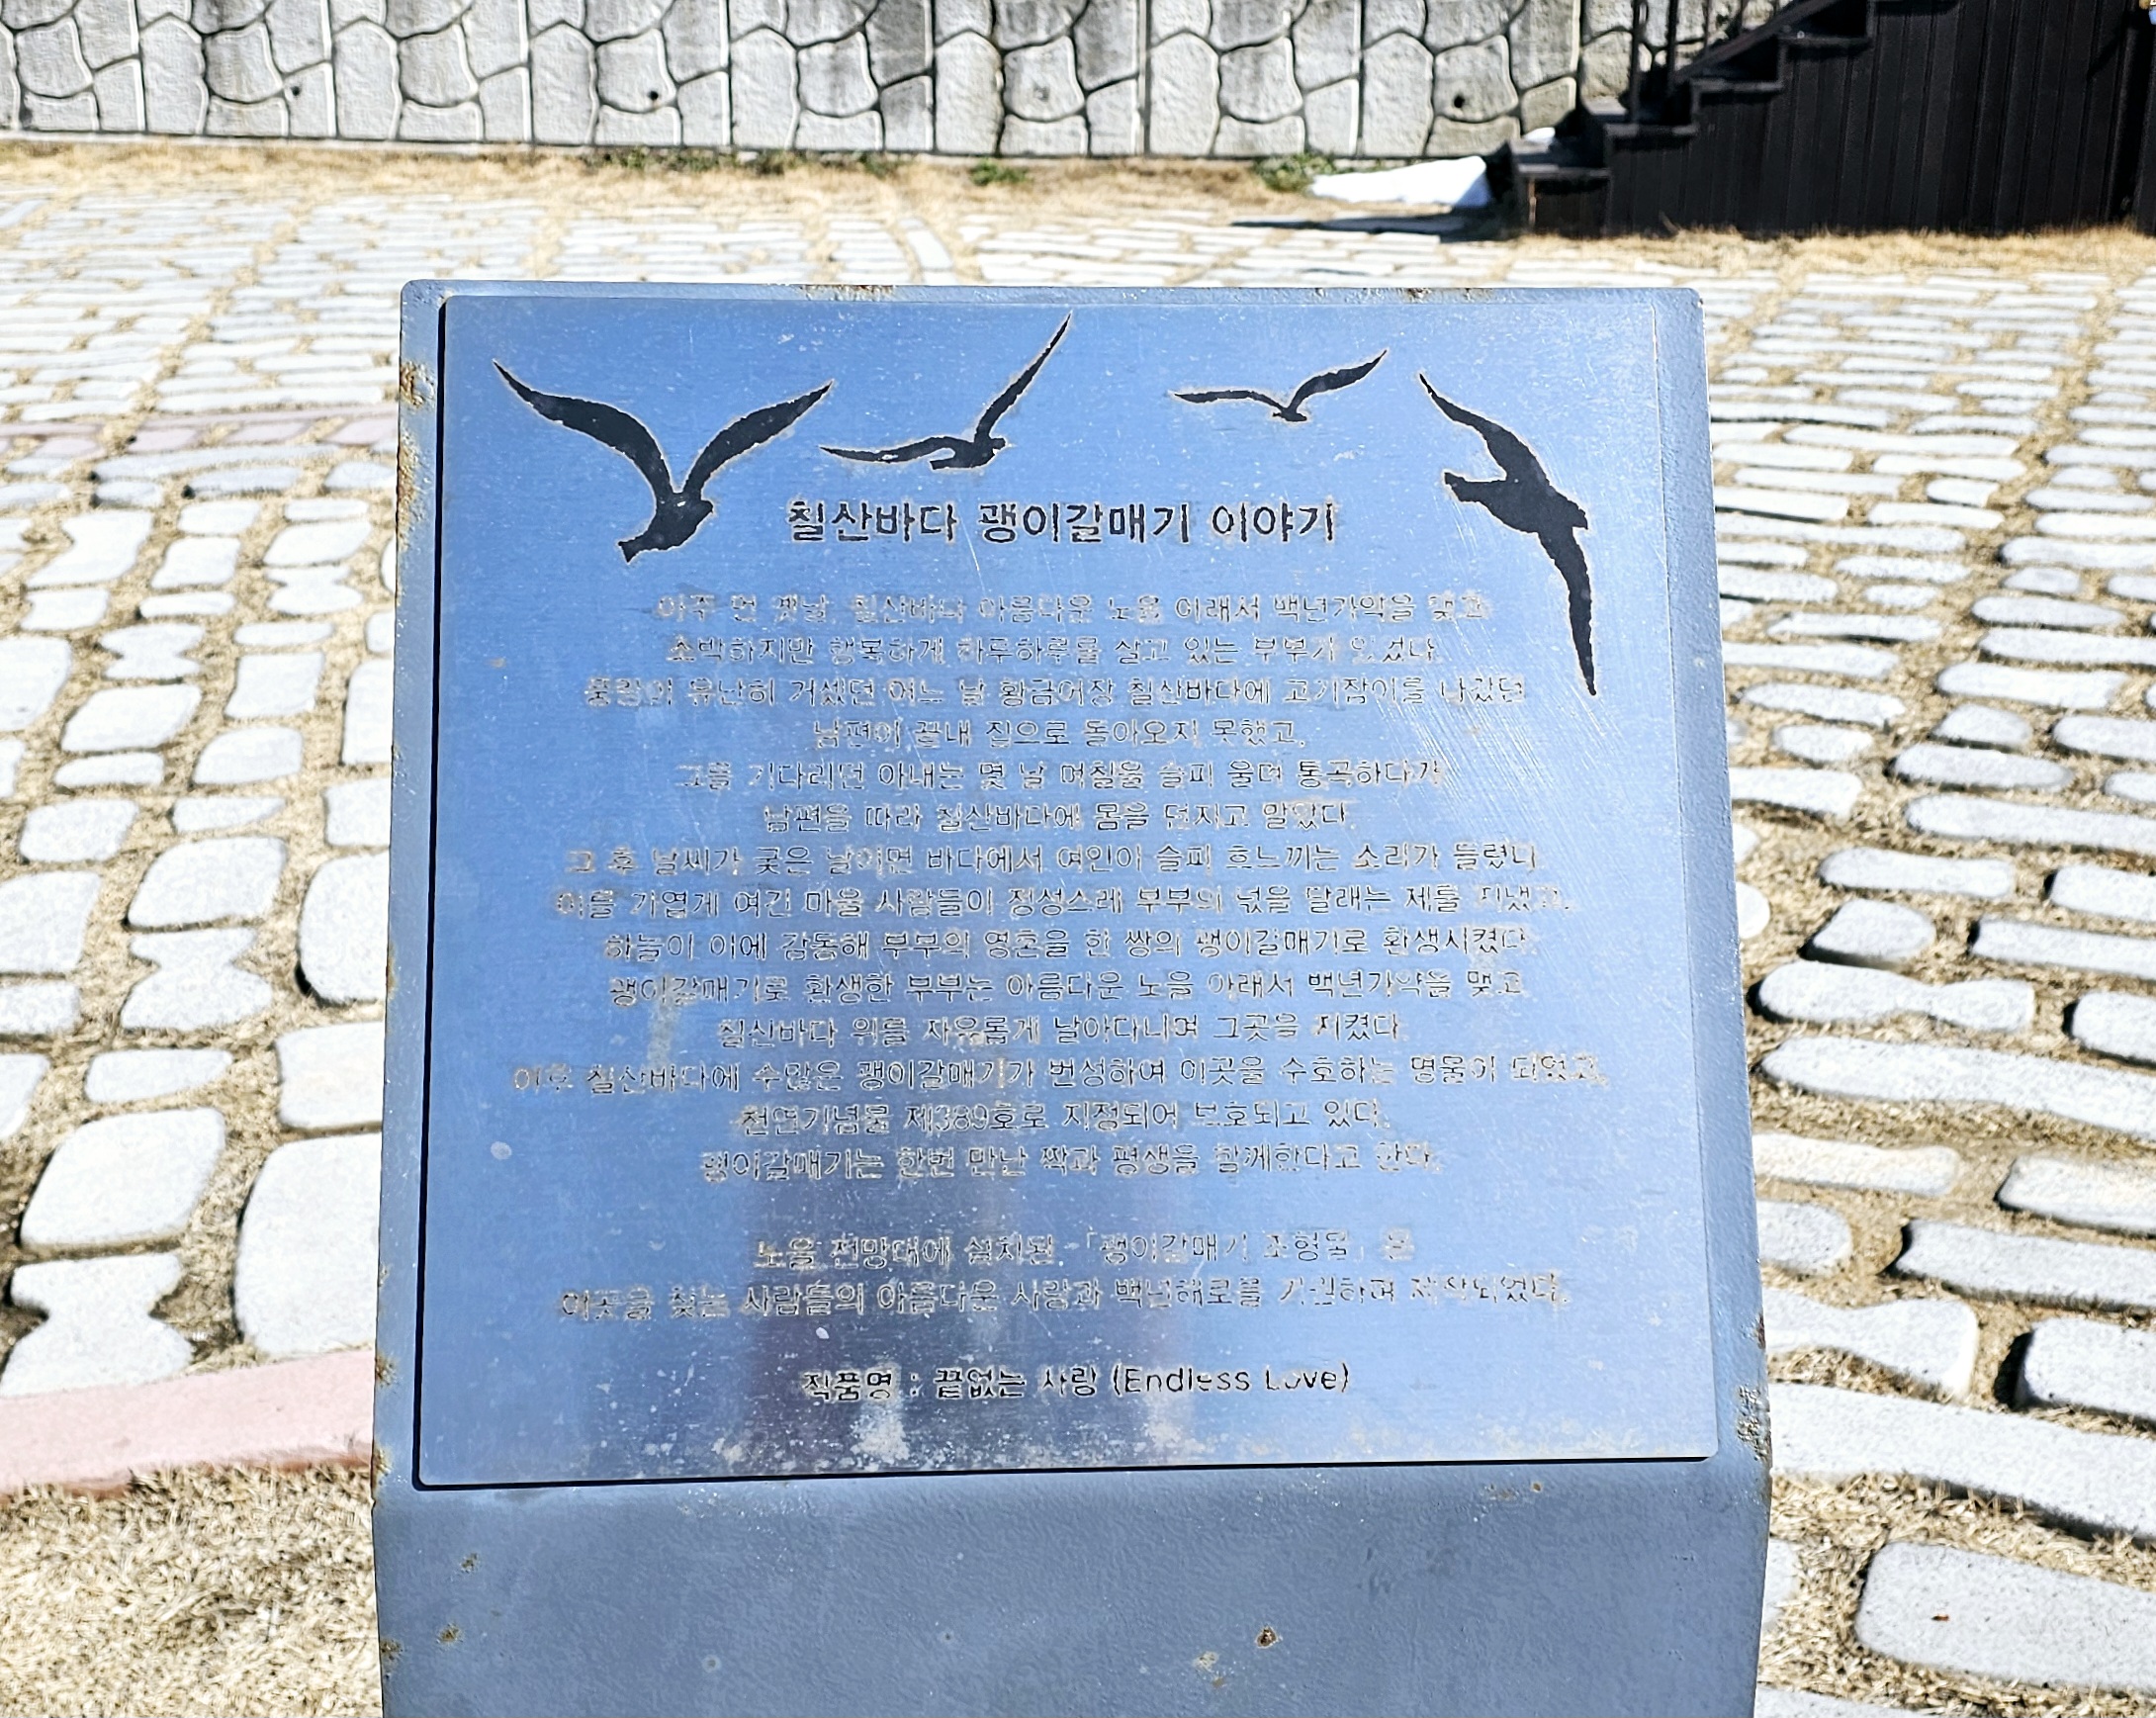 칠산바다 괭이갈매기 이야기
아주 먼 옛날, 칠산바다 아름다운 노을 아래서 백년가약을 맺고
소박하지만 행복하게 하루하루를 살고 있는 부부가 있었다.
풍랑이 유난히 거셌던 어느 날 황금어장 칠산바다에 고기잡이를 나갔던
남편이 끝내 집으로 돌아오지 못했고,
그를 기다리던 아내는 몇 날 며칠을 슬피 울며 통곡하다가
남편을 따라 칠산바다에 몸을 던지고 말았다.
그 후 날씨가 궂은 날이면 바다에서 여인이 슬피 흐느끼는 소리가 들렸니
이를 가엽게 여긴 마을 사람들이 정성스레 부부의 넋을 달래는 제를 지냈고,
하늘이 이에 감동해 부부의 영혼을 한 쌍의 괭이갈매기로 환생시켰다.
괭이갈매기로 환생한 부부는 아름다운 노을 아래서 백년가약을 맺고
칠산바다 위를 자유롭게 날아다니며 그곳을 지켰다.
이후 칠산바다에 수많은 괭이갈매기가 번성하여 이곳을 수호하는 명물이 되었고,
천연기념물 제389호로 지정되어 보호되고 있다.
괭이갈매기는 한번 만난 짝과 평생을 함께한다고 한다.
노을 전망대에 설치된 「괭이갈매기 조형물」은
이곳을 찾는 사람들의 아름다운 사랑과 백년해로를 기원하며 제작되었다.
작품명 : 끝없는 사랑 (Endless Love)